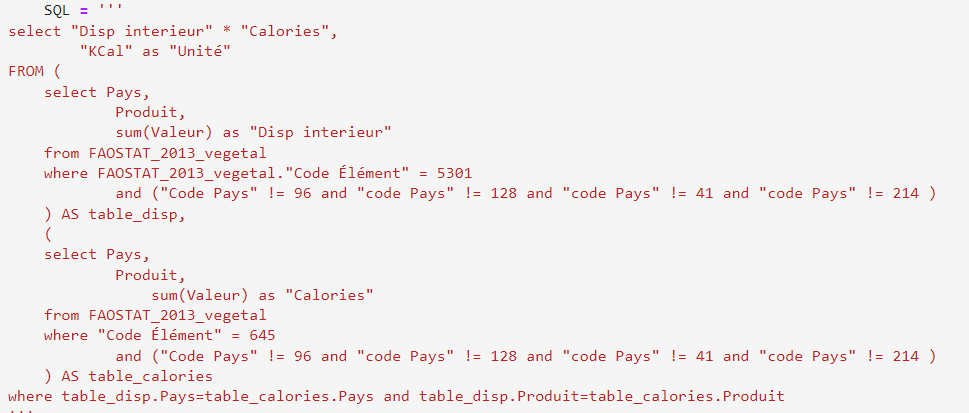 SQL = '''
select "Disp interieur" * "Calories",
"KCal" as "Unité"
FROM (
select Pays,
Produit,
sum(Valeur) as "Disp interieur"
from FAOSTAT_2013_vegetal
where FAOSTAT_2013_vegetal."Code Élément" = 5301
and ("Code Pays" != 96 and "code Pays" != 128 and "code Pays" != 41 and "code Pays" != 214 )
) AS table_disp,
(
select Pays,
Produit,
sum(Valeur) as "Calories"
from FAOSTAT_2013_vegetal
where "Code Élément" = 645
and ("Code Pays" != 96 and "code Pays" != 128 and "code Pays" != 41 and "code Pays" != 214 )
) AS table_calories
where table_disp.Pays=table_calories.Pays and table_disp.Produit=table_calories.Produit
'''